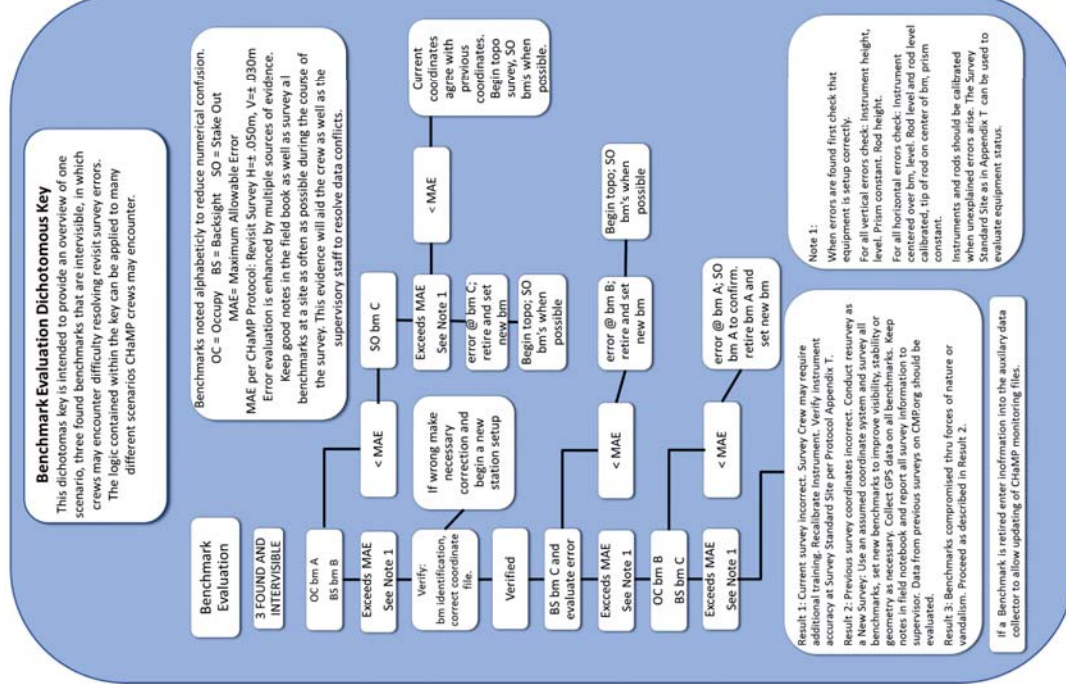 Benchmark Evaluation Dichotomous Key
This dichotomas key is intended to provide an overview of one
scenario, three found benchmarks that are intervisible, in which
crews may encounter difficulty resolving revisit survey errors.
The logic contained within the key can be applied to many
different scenarios CHaMP crews may encounter.
Benchmark
Evaluation
3 FOUND AND
INTERVISIBLE
Benchmarks noted alphabeticly to reduce numerical confusion.
OC = Occupy BS = Backsight SO = Stake Out
MAE= Maximum Allowable Error
MAE per CHaMP Protocol: Revisit Survey H=± .050m, V=± .030m
Error evaluation is enhanced by multiple sources of evidence.
Keep good notes in the field book as well as survey al
benchmarks at a site as often as possible during the course of
the survey. This evidence will aid the crew as well as the
supervisory staff to resolve data conflicts.
OC bm A
BS bm B
< MAE
SO bm C
< MAE
Current
coordinates
agree with
previous
coordinates.
Begin topo
survey, SO
bm's when
possible.
Exceeds MAE
See Note 1
error @ bm C;
retire and set
new bm
Begin topo; SO
bm's when
possible
Exceeds MAE
See Note 1
Verify:
bm identification,
correct coordinate
file.
If wrong make
necessary
correction and
begin a new
station setup
Verified
BS bm C and
evaluate error
< MAE
error @ bm B;
retire and set
new bm
Begin topo; SO
bm's when
possible
Exceeds MAE
See Note 1
OC bm B
BS bm C
< MAE
error @ bm A; SO
bm A to confirm.
retire bm A and
set new bm
Exceeds MAE
See Note 1
Result 1: Current survey incorrect. Survey Crew may require
additional training. Recalibrate Instrument. Verify instrument
accuracy at Survey Standard Site per Protocol Appendix T.
Result 2: Previous survey coordinates incorrect. Conduct resurvey as
a New Survey: Use an assumed coordinate system and survey all
benchmarks, set new benchmarks to improve visibility, stability or
geometry as necessary. Collect GPS data on all benchmarks. Keep
notes in field notebook and report all survey information to
supervisor. Data from previous surveys on CMP.org should be
evaluated.
Result 3: Benchmarks compromised thru forces of nature or
vandalism. Proceed as described in Result 2.
Note 1:
When errors are found first check that
equipment is setup correctly.
For all vertical errors check: Instrument height,
level. Prism constant. Rod height.
For all horizontal errors check: Instrument
centered over bm, level. Rod level and rod level
calibrated, tip of rod on center of bm, prism
constant.
Instruments and rods should be calibrated
when unexplained errors arise. The Survey
Standard Site as in Appendix T can be used to
evaluate equipment status.
If a Benchmark is retired enter inofrmation into the auxilary data
collector to allow updating of CHaMP monitoring files.